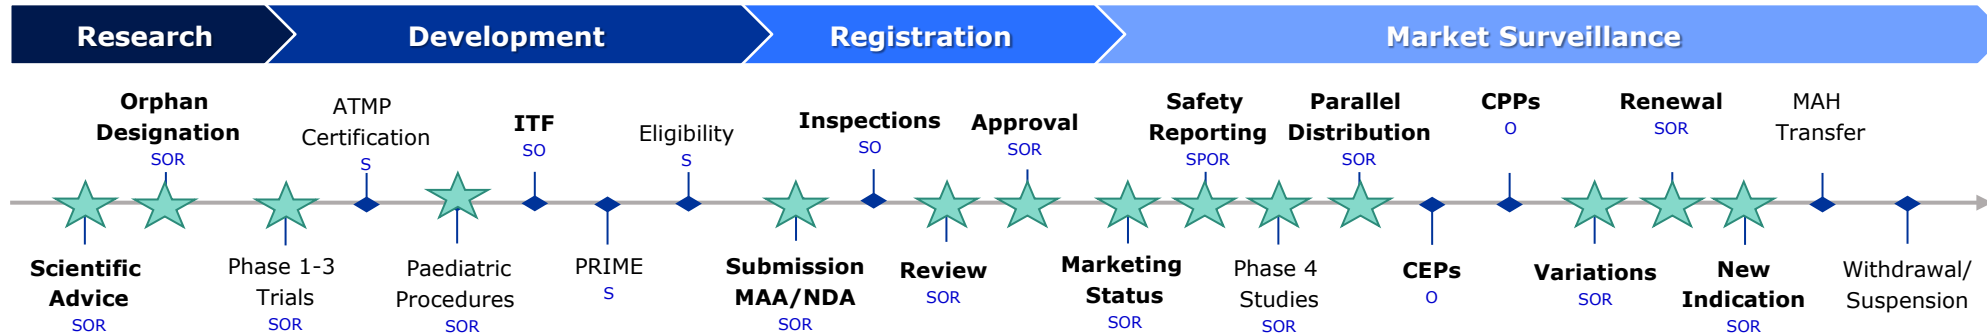 Research
Development
Registration
Market Surveillance
Orphan
Designation
SOR
ATMP
Certification
S
ITF
SO
Eligibility
S
Inspections
SO
Approval
SOR
Safety
Reporting
SPOR
Parallel
Distribution
SOR
CPPs
O
Renewal
SOR
MAH
Transfer
Scientific
Advice
SOR
Phase 1-3
Trials
SOR
Paediatric
Procedures
SOR
PRIME
S
Submission
MAA/NDA
SOR
Review
SOR
Marketing
Status
SOR
Phase 4
Studies
SOR
CEPs
O
Variations
SOR
New
Indication
SOR
Withdrawal/
Suspension